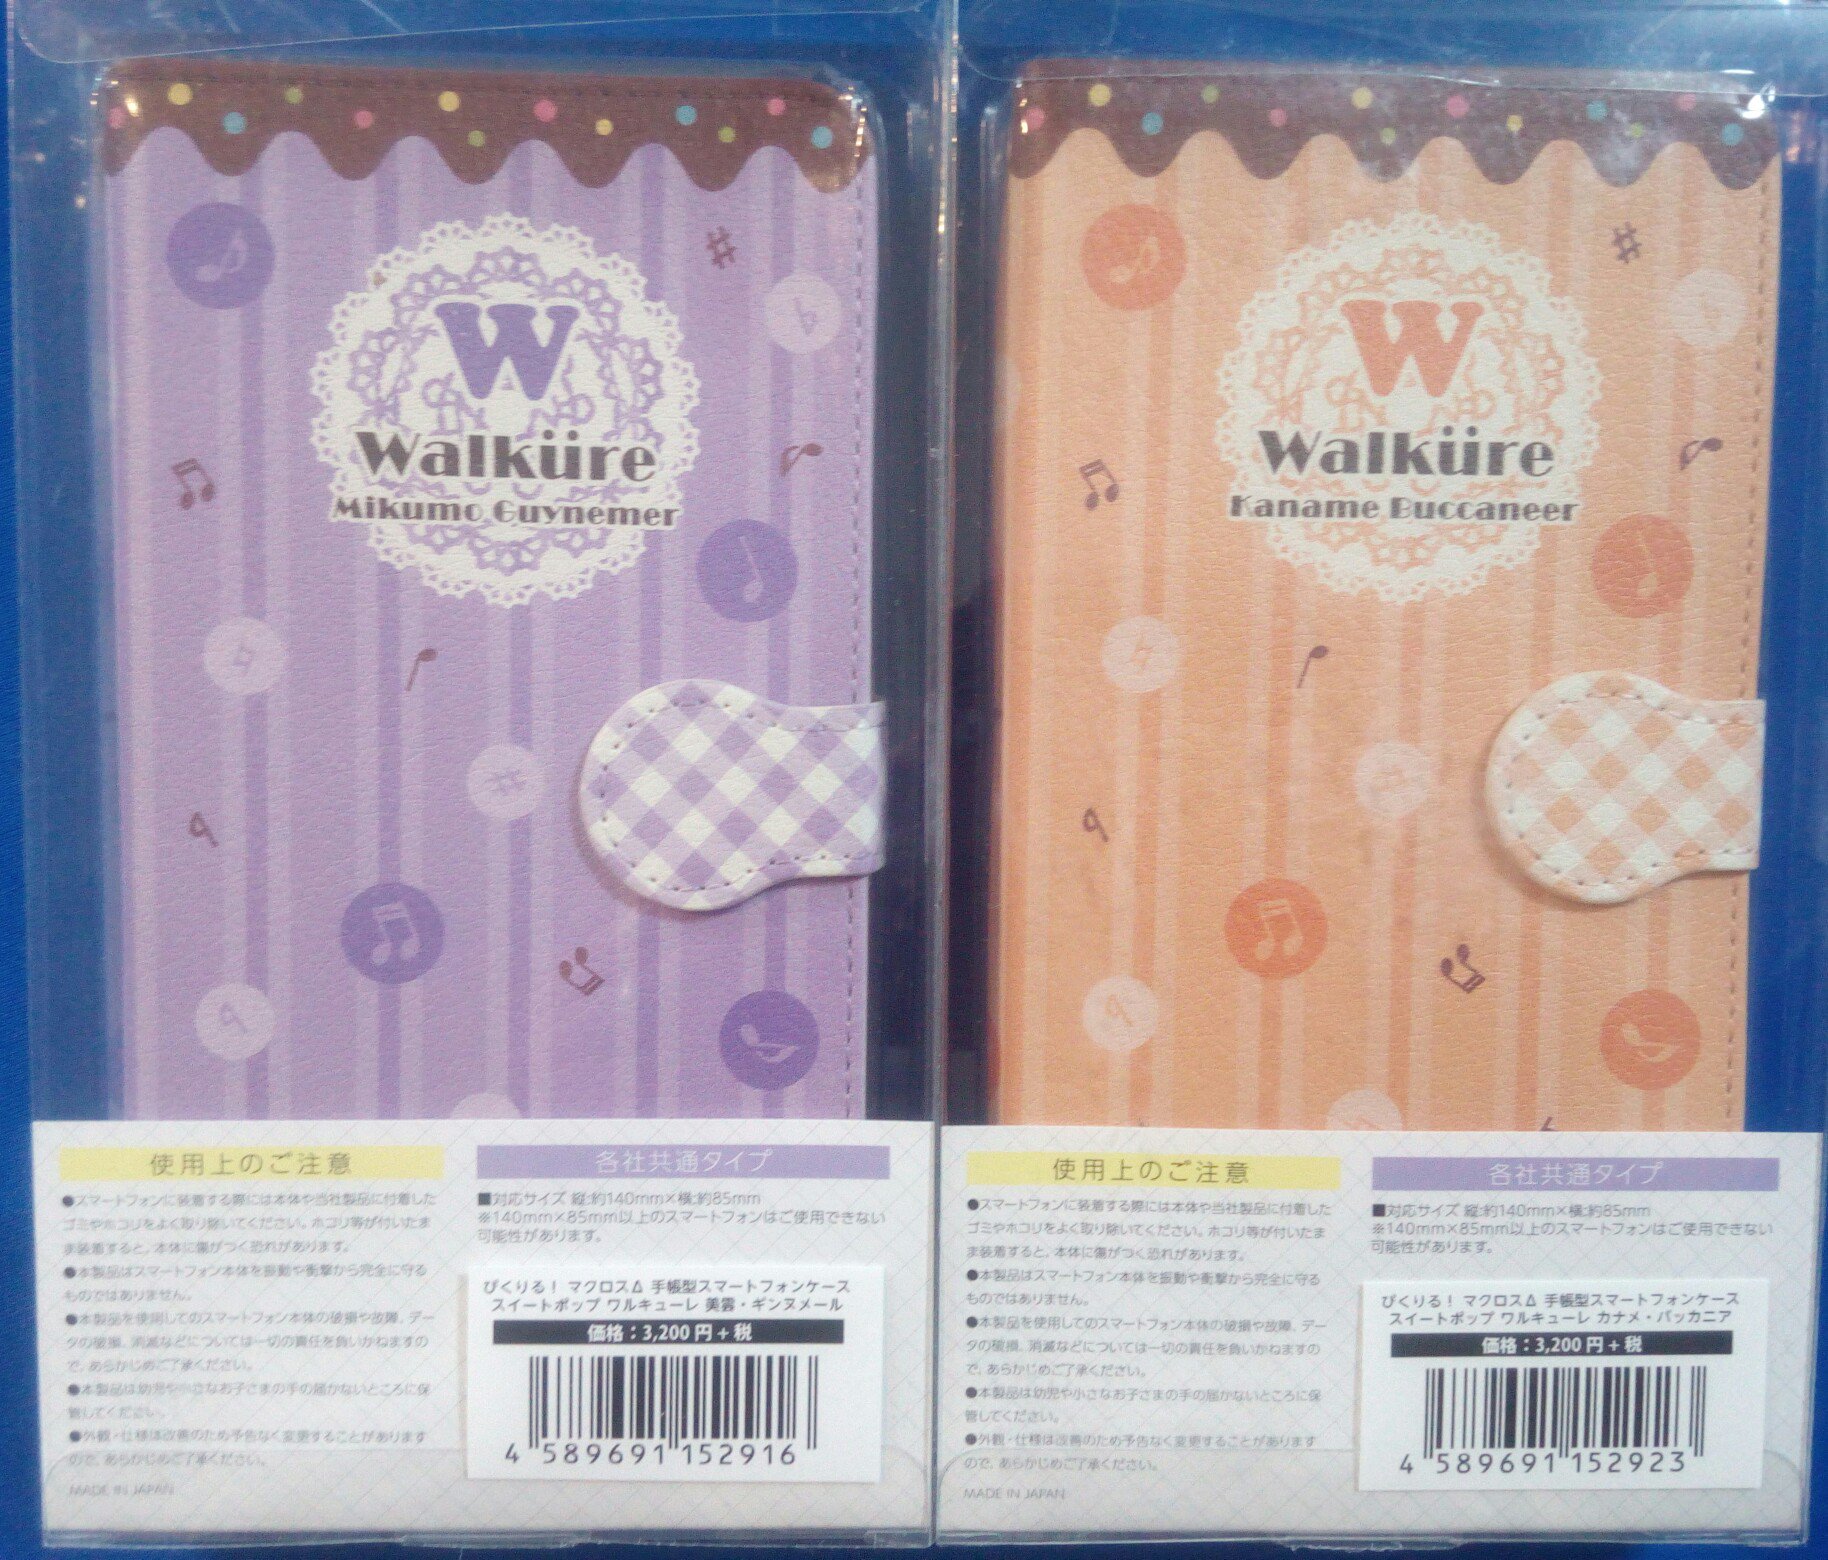 W
Walküre
Mikumo Guynemer
使用上のご注意
●スマートフォンに装着する際には本体や当社製品に付着した
ゴミやホコリをよく取り除いてください。ホコリ等が付いたま
ま装着すると、本体に傷がつく恐れがあります。
●本製品はスマートフォン本体を振動や衝撃から完全に守る
ものではありません。
●本製品を使用してのスマートフォン本体の破損や故障、デー
タの破損、消滅などについては一切の責任を負いかねますの
で、あらかじめご了承ください。
●本製品は幼児や小さなお子さまの手の届かないところに保
管してください。
●外観・仕様は改善のため予告なく変更することがあります
ので、あらかじめご了承ください。
MADE IN JAPAN
各社共通タイプ
■対応サイズ 縦:約140mm×横:約85mm
※140mm×85mm以上のスマートフォンはご使用できない
可能性があります。
ぴくりる！ マクロスΔ 手帳型スマートフォンケース
スイートポップ ワルキューレ 美雲・ギンヌメール
価格：3,200円+税
4 589691 152916
W
Walküre
Kaname Buccaneer
使用上のご注意
●スマートフォンに装着する際には本体や当社製品に付着した
ゴミやホコリをよく取り除いてください。ホコリ等が付いたま
ま装着すると、本体に傷がつく恐れがあります。
●本製品はスマートフォン本体を振動や衝撃から完全に守る
ものではありません。
●本製品を使用してのスマートフォン本体の破損や故障、デー
タの破損、消滅などについては一切の責任を負いかねますの
で、あらかじめご了承ください。
●本製品は幼児や小さなお子さまの手の届かないところに保
管してください。
●外観・仕様は改善のため予告なく変更することがあります
ので、あらかじめご了承ください。
MADE IN JAPAN
各社共通タイプ
■対応サイズ 縦:約140mm×横:約85mm
※140mm×85mm以上のスマートフォンはご使用できない
可能性があります。
ぴくりる！ マクロスΔ 手帳型スマートフォンケース
スイートポップ ワルキューレ カナメ・バッカニア
価格：3,200円+税
4 589691 152923